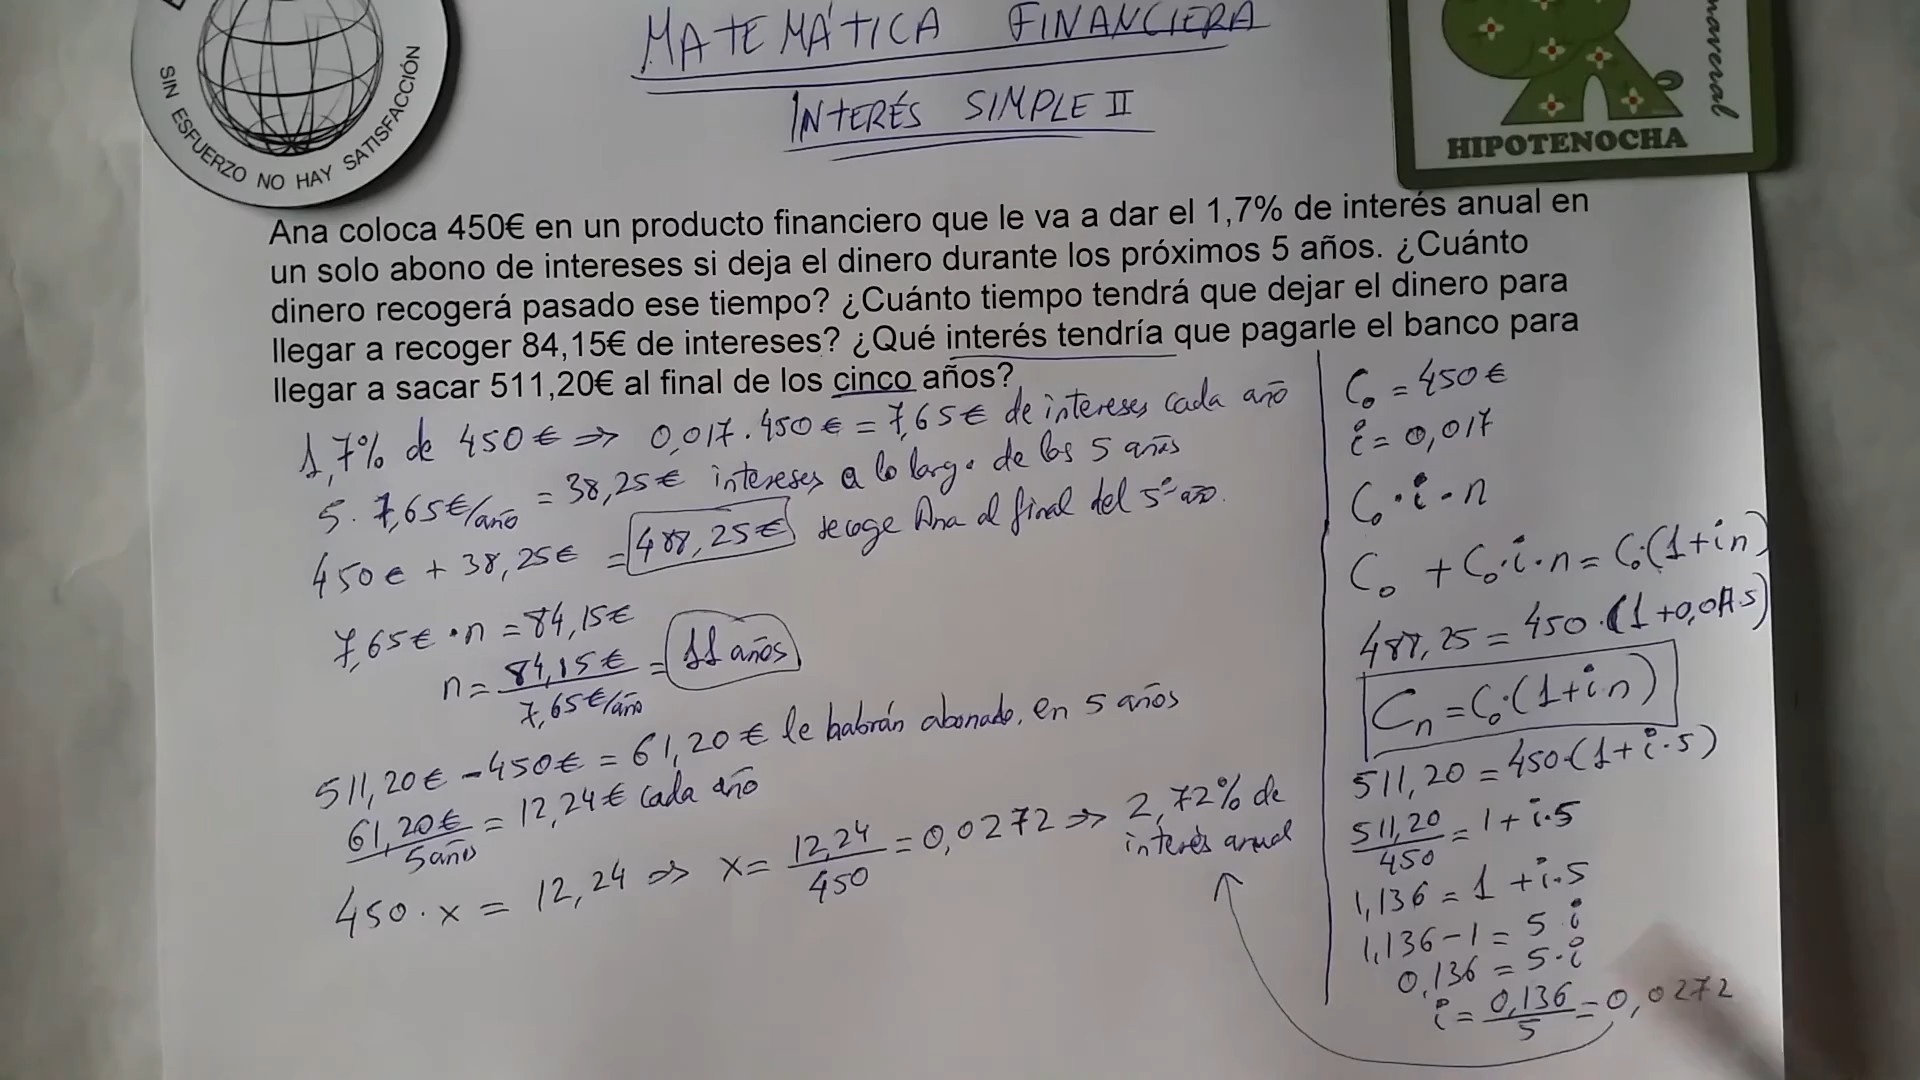 MATEMÁTICA FINANCIERA
INTERÉS SIMPLE II
SIN ESFUERZO NO HAY SATISFACCIÓN
HIPOTENOCHA
Ana coloca 450€ en un producto financiero que le va a dar el 1,7% de interés anual en
un solo abono de intereses si deja el dinero durante los próximos 5 años. ¿Cuánto
dinero recogerá pasado ese tiempo? ¿Cuánto tiempo tendrá que dejar el dinero para
llegar a recoger 84,15€ de intereses? ¿Qué interés tendría que pagarle el banco para
llegar a sacar 511,20€ al final de los cinco años?
1,7% de 450€ ⇒ 0,017·450€ = 7,65€ de intereses cada año
5·7,65€/año = 38,25€ intereses a lo largo de los 5 años
450€ + 38,25€ = 488,25€ recoge Ana al final del 5º año.
7,65€·n = 84,15€
n = 84,15€ / 7,65€/año = 11 años
511,20€ - 450€ = 61,20€ le habrán abonado, en 5 años
61,20€ / 5 año = 12,24€ cada año
450·x = 12,24 ⇒ x = 12,24 / 450 = 0,0272 ⇒ 2,72% de
interés anual
C₀ = 450€
i = 0,017
C₀·i·n
C₀ + C₀·i·n = C₀·(1+in)
488,25 = 450·(1+0,017·5)
Cn = C₀·(1+i·n)
511,20 = 450·(1+i·5)
511,20 / 450 = 1+i·5
1,136 = 1+i·5
1,136-1 = 5·i
0,136 = 5·i
i = 0,136 / 5 = 0,0272